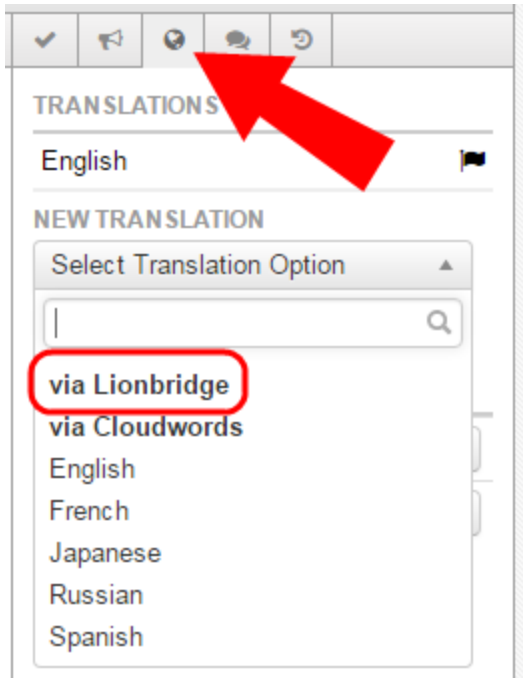 TRANSLATIONS
English
NEW TRANSLATION
Select Translation Option
via Lionbridge
via Cloudwords
English
French
Japanese
Russian
Spanish